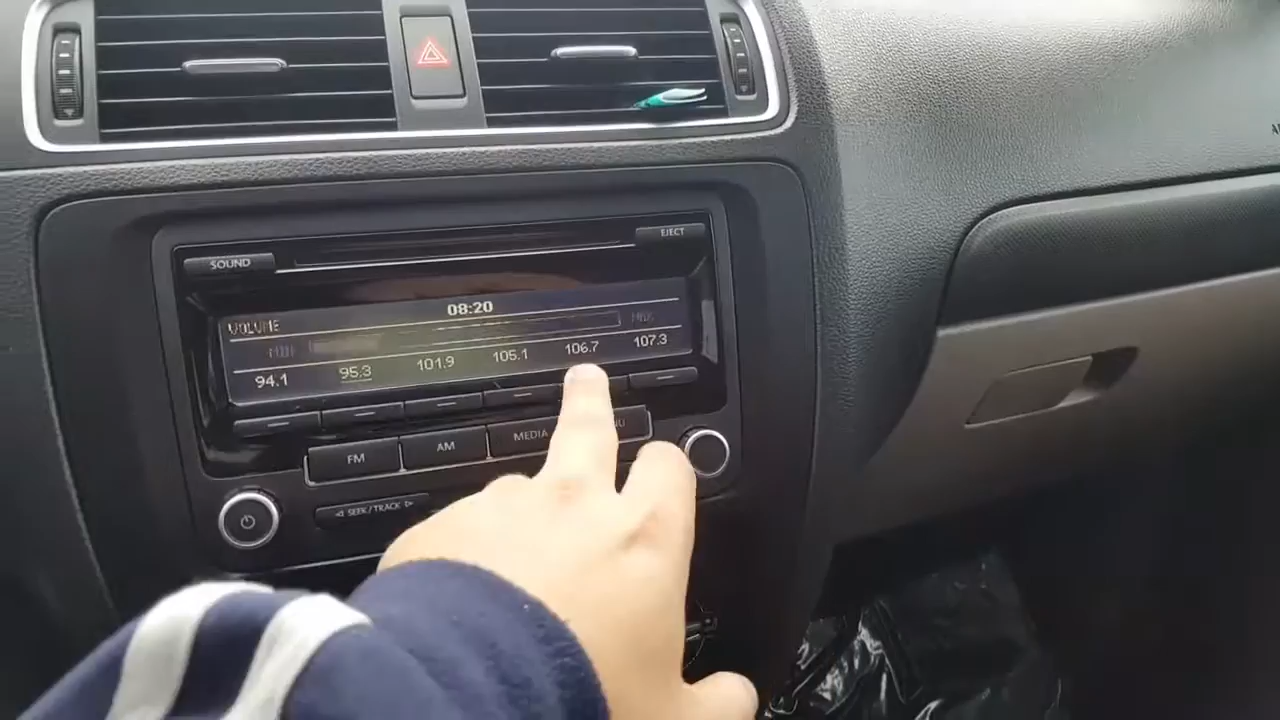 SOUND
EJECT
08:20
VOLUME
94.1 95.3 101.9 105.1 106.7 107.3
FM AM MEDIA
SEEK / TRACK